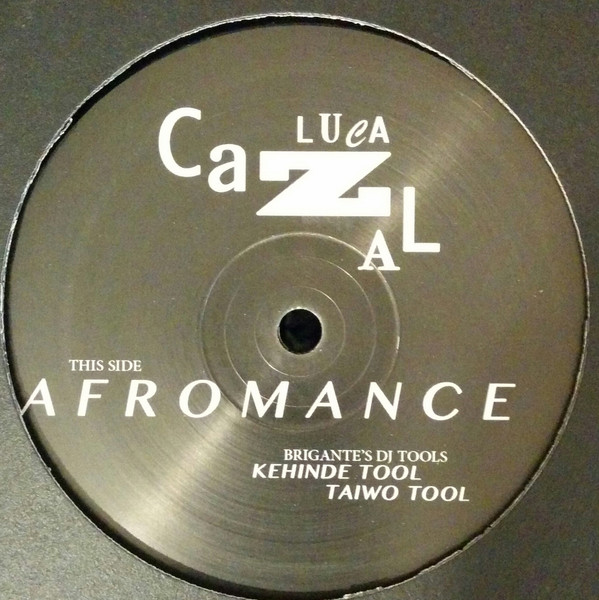 LUCA
CaZAL
THIS SIDE
AFROMANCE
BRIGANTE'S DJ TOOLS
KEHINDE TOOL
TAIWO TOOL